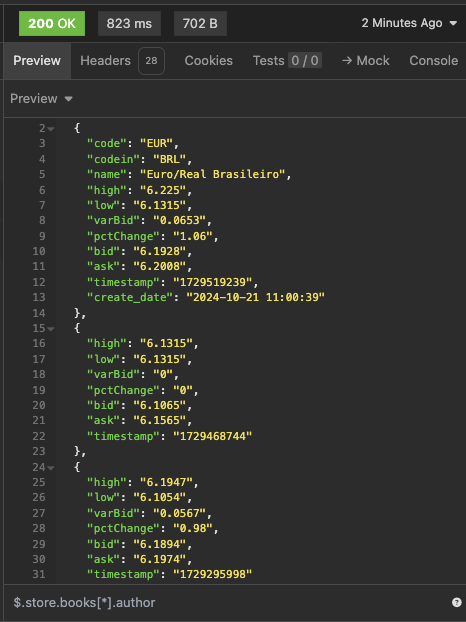 200 OK 823 ms 702 B 2 Minutes Ago
Preview Headers 28 Cookies Tests 0 / 0 → Mock Console
Preview
2 {
3 "code": "EUR",
4 "codein": "BRL",
5 "name": "Euro/Real Brasileiro",
6 "high": "6.225",
7 "low": "6.1315",
8 "varBid": "0.0653",
9 "pctChange": "1.06",
10 "bid": "6.1928",
11 "ask": "6.2008",
12 "timestamp": "1729519239",
13 "create_date": "2024-10-21 11:00:39"
14 },
15 {
16 "high": "6.1315",
17 "low": "6.1315",
18 "varBid": "0",
19 "pctChange": "0",
20 "bid": "6.1065",
21 "ask": "6.1565",
22 "timestamp": "1729468744"
23 },
24 {
25 "high": "6.1947",
26 "low": "6.1054",
27 "varBid": "0.0567",
28 "pctChange": "0.98",
29 "bid": "6.1894",
30 "ask": "6.1974",
31 "timestamp": "1729295998"
$.store.books[*].author ?